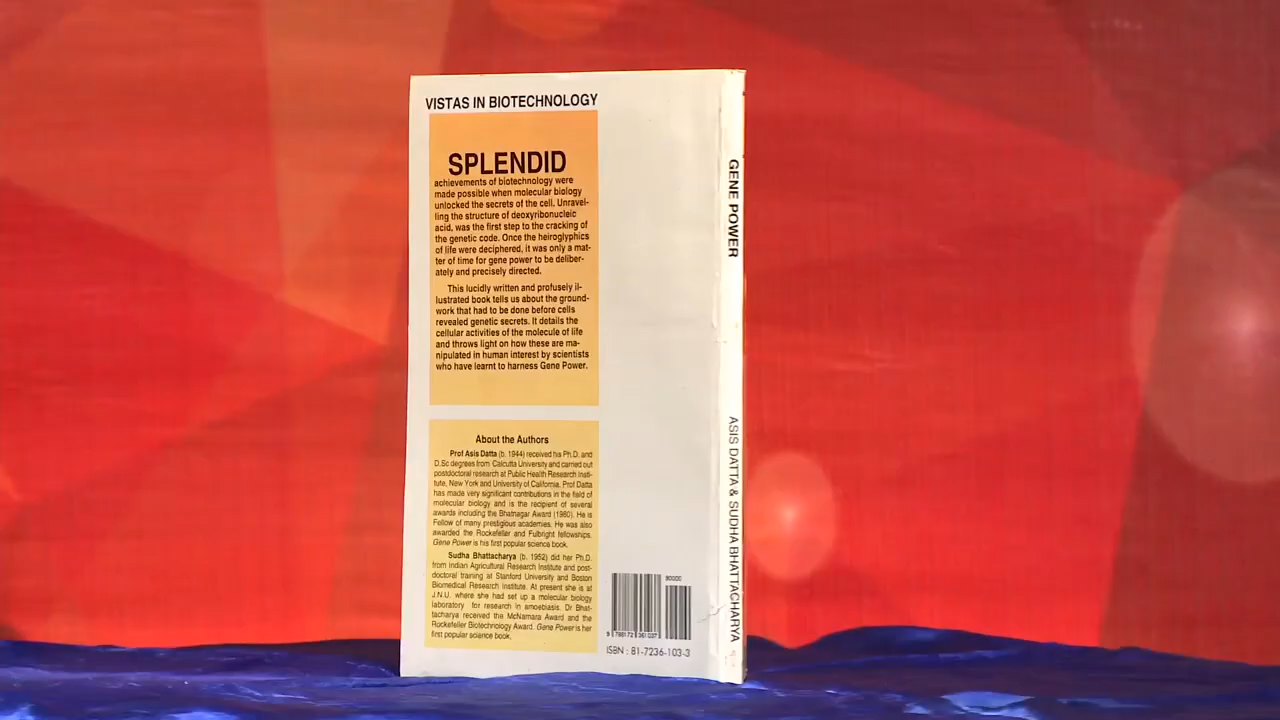 VISTAS IN BIOTECHNOLOGY
SPLENDID
achievements of biotechnology were
made possible when molecular biology
unlocked the secrets of the cell. Unravel-
ling the structure of deoxyribonucleic
acid, was the first step to the cracking of
the genetic code. Once the heiroglyphics
of life were deciphered, it was only a mat-
ter of time for gene power to be deliber-
ately and precisely directed.
This lucidly written and profusely il-
lustrated book tells us about the ground-
work that had to be done before cells
revealed genetic secrets. It details the
cellular activities of the molecule of life
and throws light on how these are ma-
nipulated in human interest by scientists
who have learnt to harness Gene Power.
About the Authors
Prof Asis Datta (b. 1944) received his Ph.D. and
D.Sc degrees from Calcutta University and carried out
postdoctoral research at Public Health Research Insti-
tute, New York and University of California. Prof Datta
has made very significant contributions in the field of
molecular biology and is the recipient of several
awards including the Bhatnagar Award (1980). He is
Fellow of many prestigious academies. He was also
awarded the Rockefeller and Fulbright fellowships.
Gene Power is his first popular science book.
Sudha Bhattacharya (b. 1952) did her Ph.D.
from Indian Agricultural Research Institute and post-
doctoral training at Stanford University and Boston
Biomedical Research Institute. At present she is at
J.N.U. where she had set up a molecular biology
laboratory for research in amoebiasis. Dr Bhat-
tacharya received the McNamara Award and the
Rockefeller Biotechnology Award. Gene Power is her
first popular science book.
90000
9 788172 361037
ISBN : 81-7236-103-3
GENE POWER
ASIS DATTA & SUDHA BHATTACHARYA